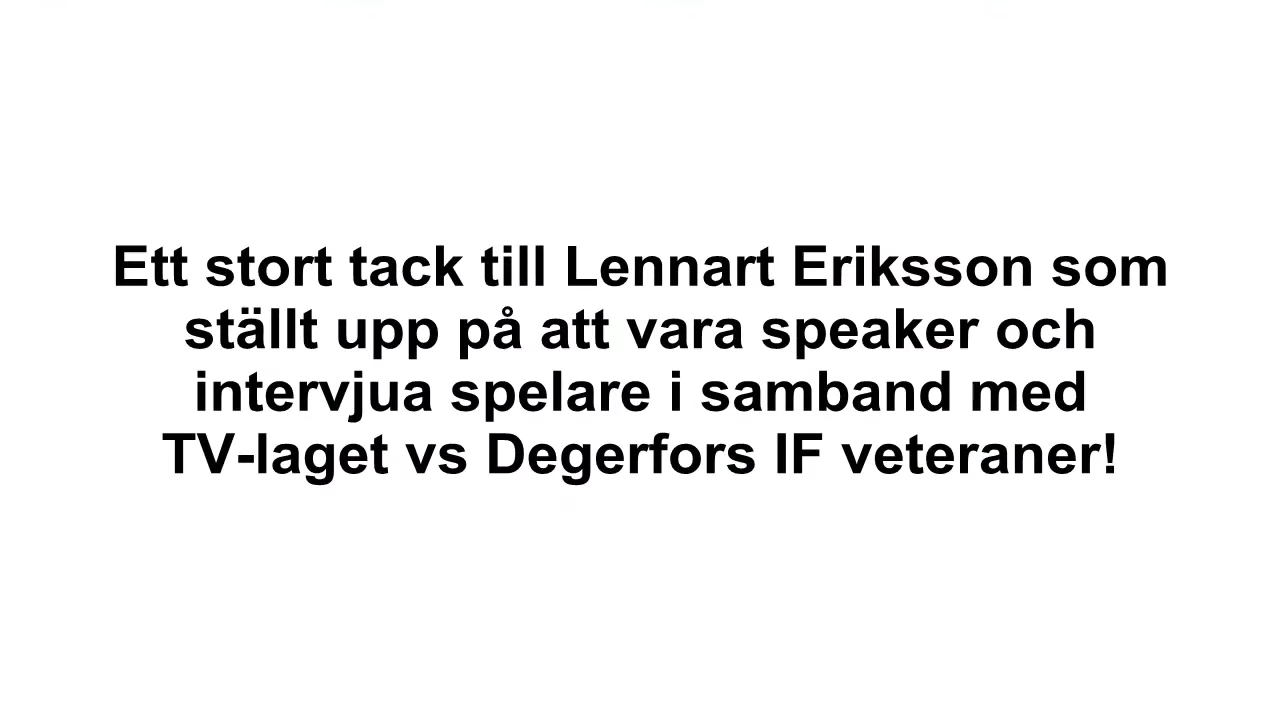 Ett stort tack till Lennart Eriksson som
ställt upp på att vara speaker och
intervjua spelare i samband med
TV-laget vs Degerfors IF veteraner!